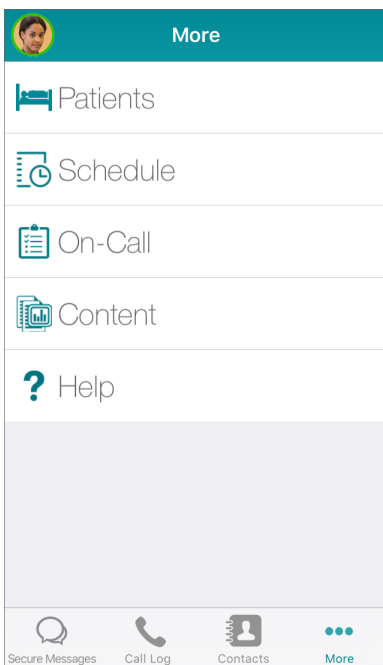 More
Patients
Schedule
On-Call
Content
? Help
Secure Messages
Call Log
Contacts
More